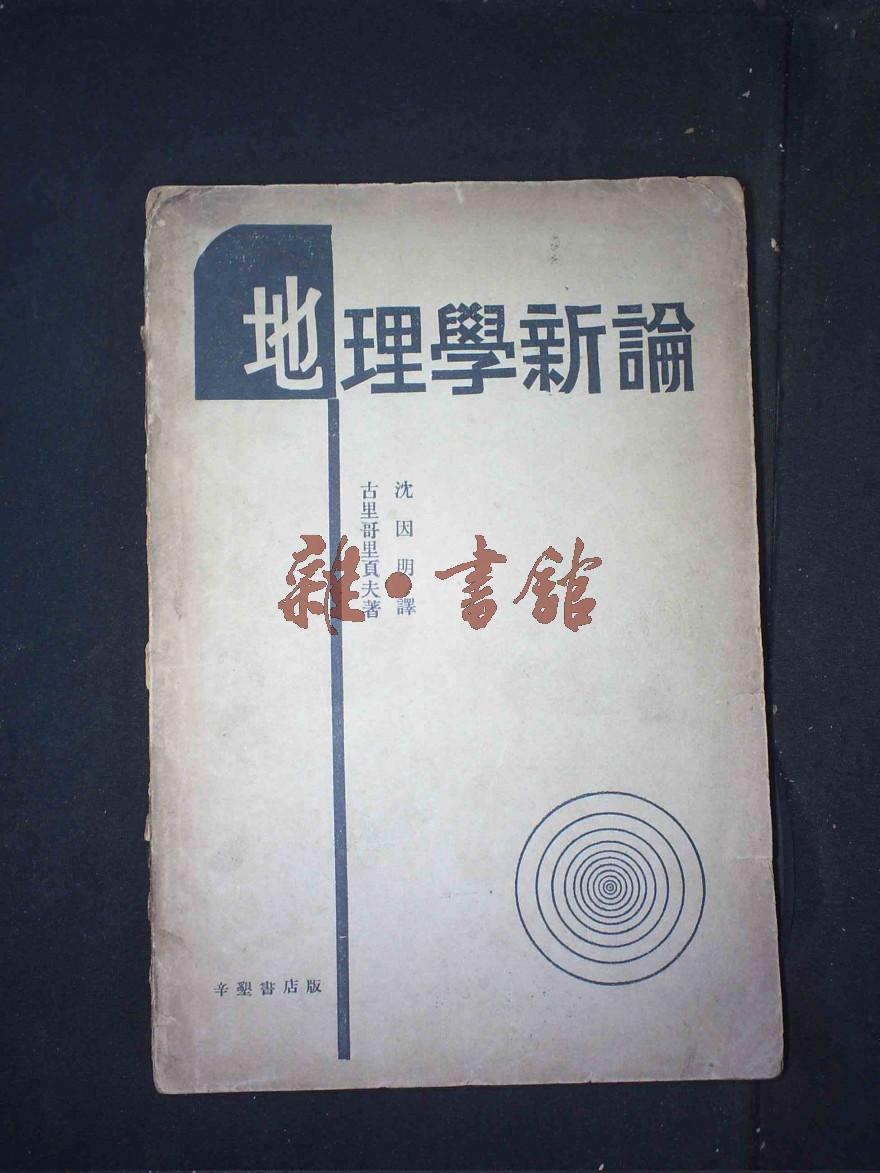 地理學新論
沈因明譯
古里哥里貞夫著
雜·書館
辛墾書店版